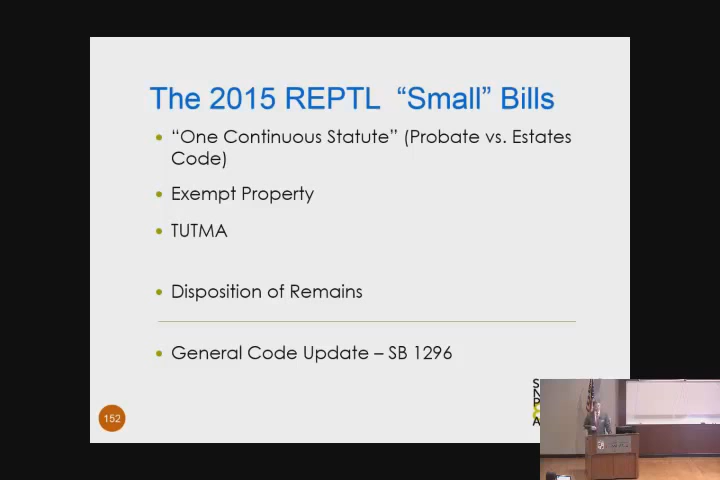 The 2015 REPTL “Small” Bills
“One Continuous Statute” (Probate vs. Estates
Code)
Exempt Property
TUTMA
Disposition of Remains
General Code Update – SB 1296
152
S
N
P
A